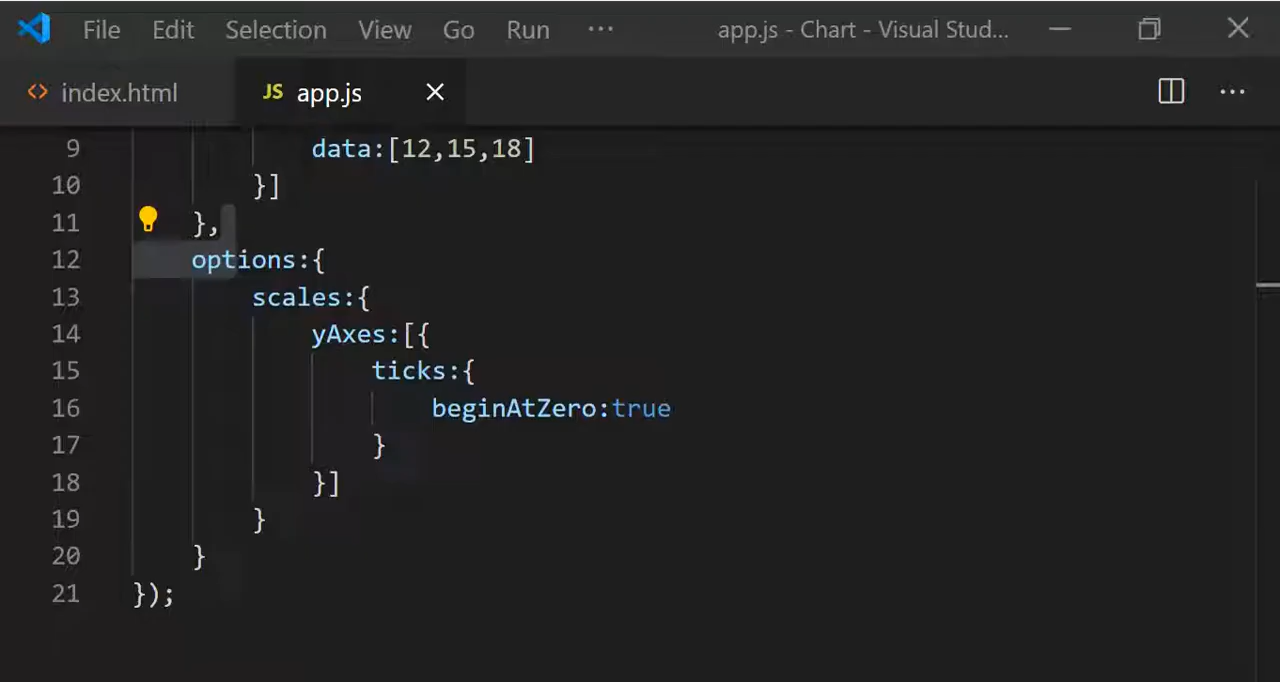 File Edit Selection View Go Run ··· app.js - Chart - Visual Stud...
<> index.html JS app.js
9 data:[12,15,18]
10 }]
11 },
12 options:{
13 scales:{
14 yAxes:[{
15 ticks:{
16 beginAtZero:true
17 }
18 }]
19 }
20 }
21 });